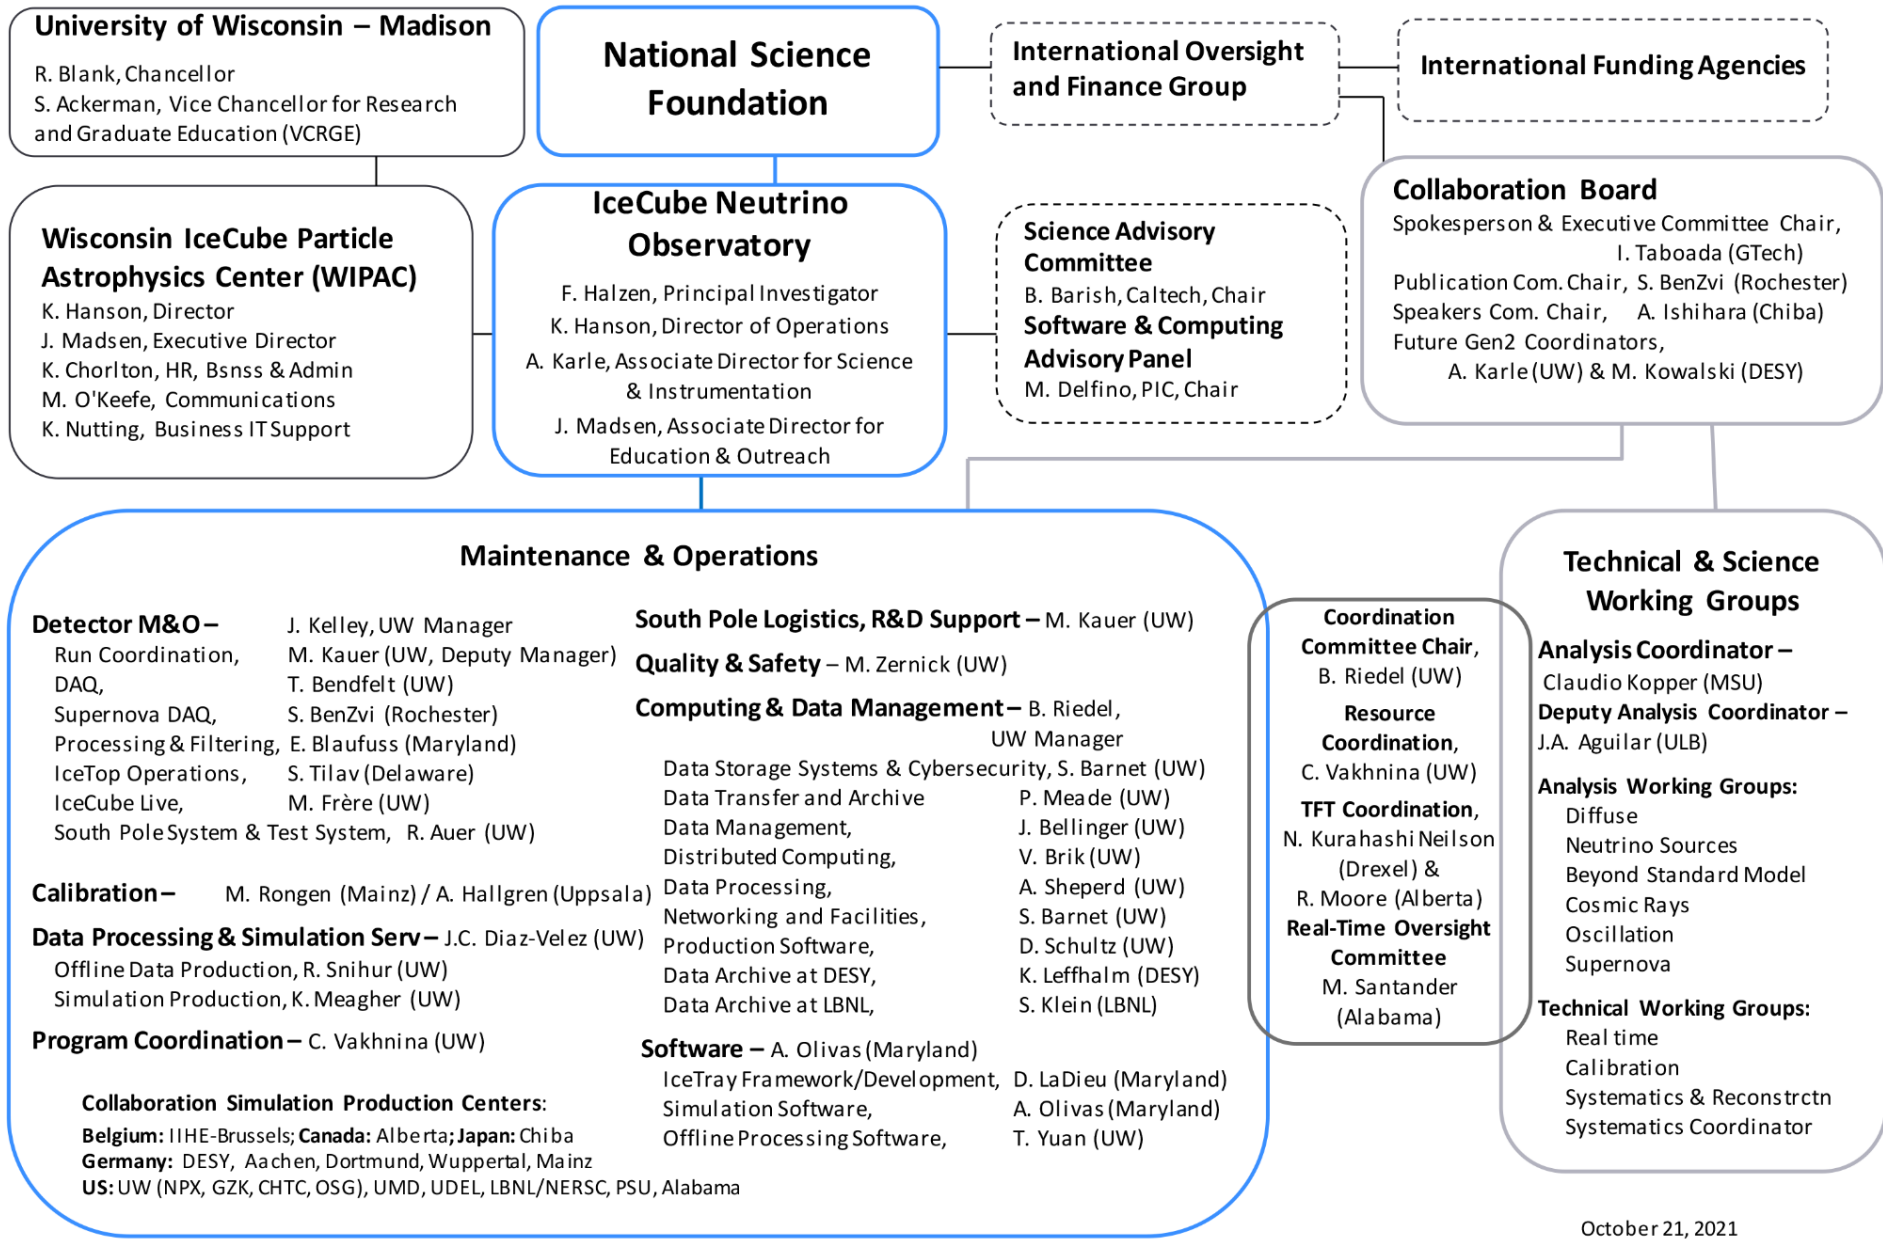 University of Wisconsin – Madison
R. Blank, Chancellor
S. Ackerman, Vice Chancellor for Research
and Graduate Education (VCRGE)
National Science
Foundation
International Oversight
and Finance Group
International Funding Agencies
Wisconsin IceCube Particle
Astrophysics Center (WIPAC)
K. Hanson, Director
J. Madsen, Executive Director
K. Chorlton, HR, Bsnss & Admin
M. O'Keefe, Communications
K. Nutting, Business IT Support
IceCube Neutrino
Observatory
F. Halzen, Principal Investigator
K. Hanson, Director of Operations
A. Karle, Associate Director for Science
& Instrumentation
J. Madsen, Associate Director for
Education & Outreach
Science Advisory
Committee
B. Barish, Caltech, Chair
Software & Computing
Advisory Panel
M. Delfino, PIC, Chair
Collaboration Board
Spokesperson & Executive Committee Chair,
I. Taboada (GTech)
Publication Com. Chair, S. BenZvi (Rochester)
Speakers Com. Chair, A. Ishihara (Chiba)
Future Gen2 Coordinators,
A. Karle (UW) & M. Kowalski (DESY)
Maintenance & Operations
Detector M&O – J. Kelley, UW Manager
Run Coordination, M. Kauer (UW, Deputy Manager)
DAQ, T. Bendfelt (UW)
Supernova DAQ, S. BenZvi (Rochester)
Processing & Filtering, E. Blaufuss (Maryland)
IceTop Operations, S. Tilav (Delaware)
IceCube Live, M. Frère (UW)
South Pole System & Test System, R. Auer (UW)
Calibration – M. Rongen (Mainz) / A. Hallgren (Uppsala)
Data Processing & Simulation Serv – J.C. Diaz-Velez (UW)
Offline Data Production, R. Snihur (UW)
Simulation Production, K. Meagher (UW)
Program Coordination – C. Vakhnina (UW)
Collaboration Simulation Production Centers:
Belgium: IIHE-Brussels; Canada: Alberta; Japan: Chiba
Germany: DESY, Aachen, Dortmund, Wuppertal, Mainz
US: UW (NPX, GZK, CHTC, OSG), UMD, UDEL, LBNL/NERSC, PSU, Alabama
South Pole Logistics, R&D Support – M. Kauer (UW)
Quality & Safety – M. Zernick (UW)
Computing & Data Management – B. Riedel,
UW Manager
Data Storage Systems & Cybersecurity, S. Barnet (UW)
Data Transfer and Archive P. Meade (UW)
Data Management, J. Bellinger (UW)
Distributed Computing, V. Brik (UW)
Data Processing, A. Sheperd (UW)
Networking and Facilities, S. Barnet (UW)
Production Software, D. Schultz (UW)
Data Archive at DESY, K. Leffhalm (DESY)
Data Archive at LBNL, S. Klein (LBNL)
Software – A. Olivas (Maryland)
IceTray Framework/Development, D. LaDieu (Maryland)
Simulation Software, A. Olivas (Maryland)
Offline Processing Software, T. Yuan (UW)
Coordination
Committee Chair,
B. Riedel (UW)
Resource
Coordination,
C. Vakhnina (UW)
TFT Coordination,
N. Kurahashi Neilson
(Drexel) &
R. Moore (Alberta)
Real-Time Oversight
Committee
M. Santander
(Alabama)
Technical & Science
Working Groups
Analysis Coordinator –
Claudio Kopper (MSU)
Deputy Analysis Coordinator –
J.A. Aguilar (ULB)
Analysis Working Groups:
Diffuse
Neutrino Sources
Beyond Standard Model
Cosmic Rays
Oscillation
Supernova
Technical Working Groups:
Real time
Calibration
Systematics & Reconstrctn
Systematics Coordinator
October 21, 2021